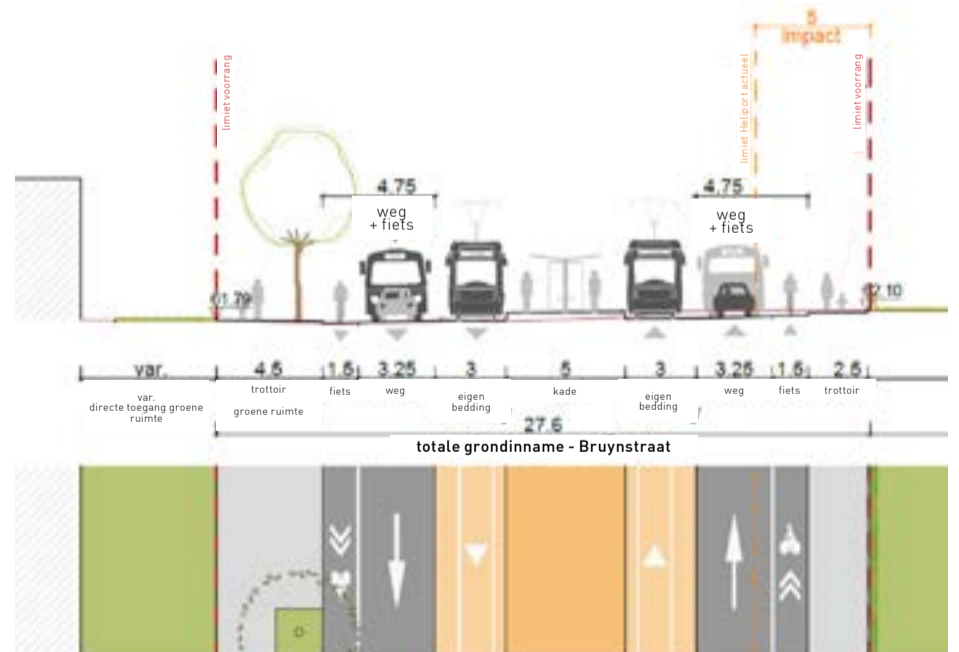 5
impact
limiet voorrang
limiet Heliport actueel
limiet voorrang
4.75
4.75
weg
+ fiets
weg
+ fiets
61.79
62.10
var. 4.5 1.5 3.25 3 5 3 3.25 1.5 2.5
var.
directe toegang groene
ruimte
trottoir
groene ruimte
fiets
weg
eigen
bedding
kade
eigen
bedding
weg
fiets
trottoir
27.6
totale grondinname - Bruynstraat